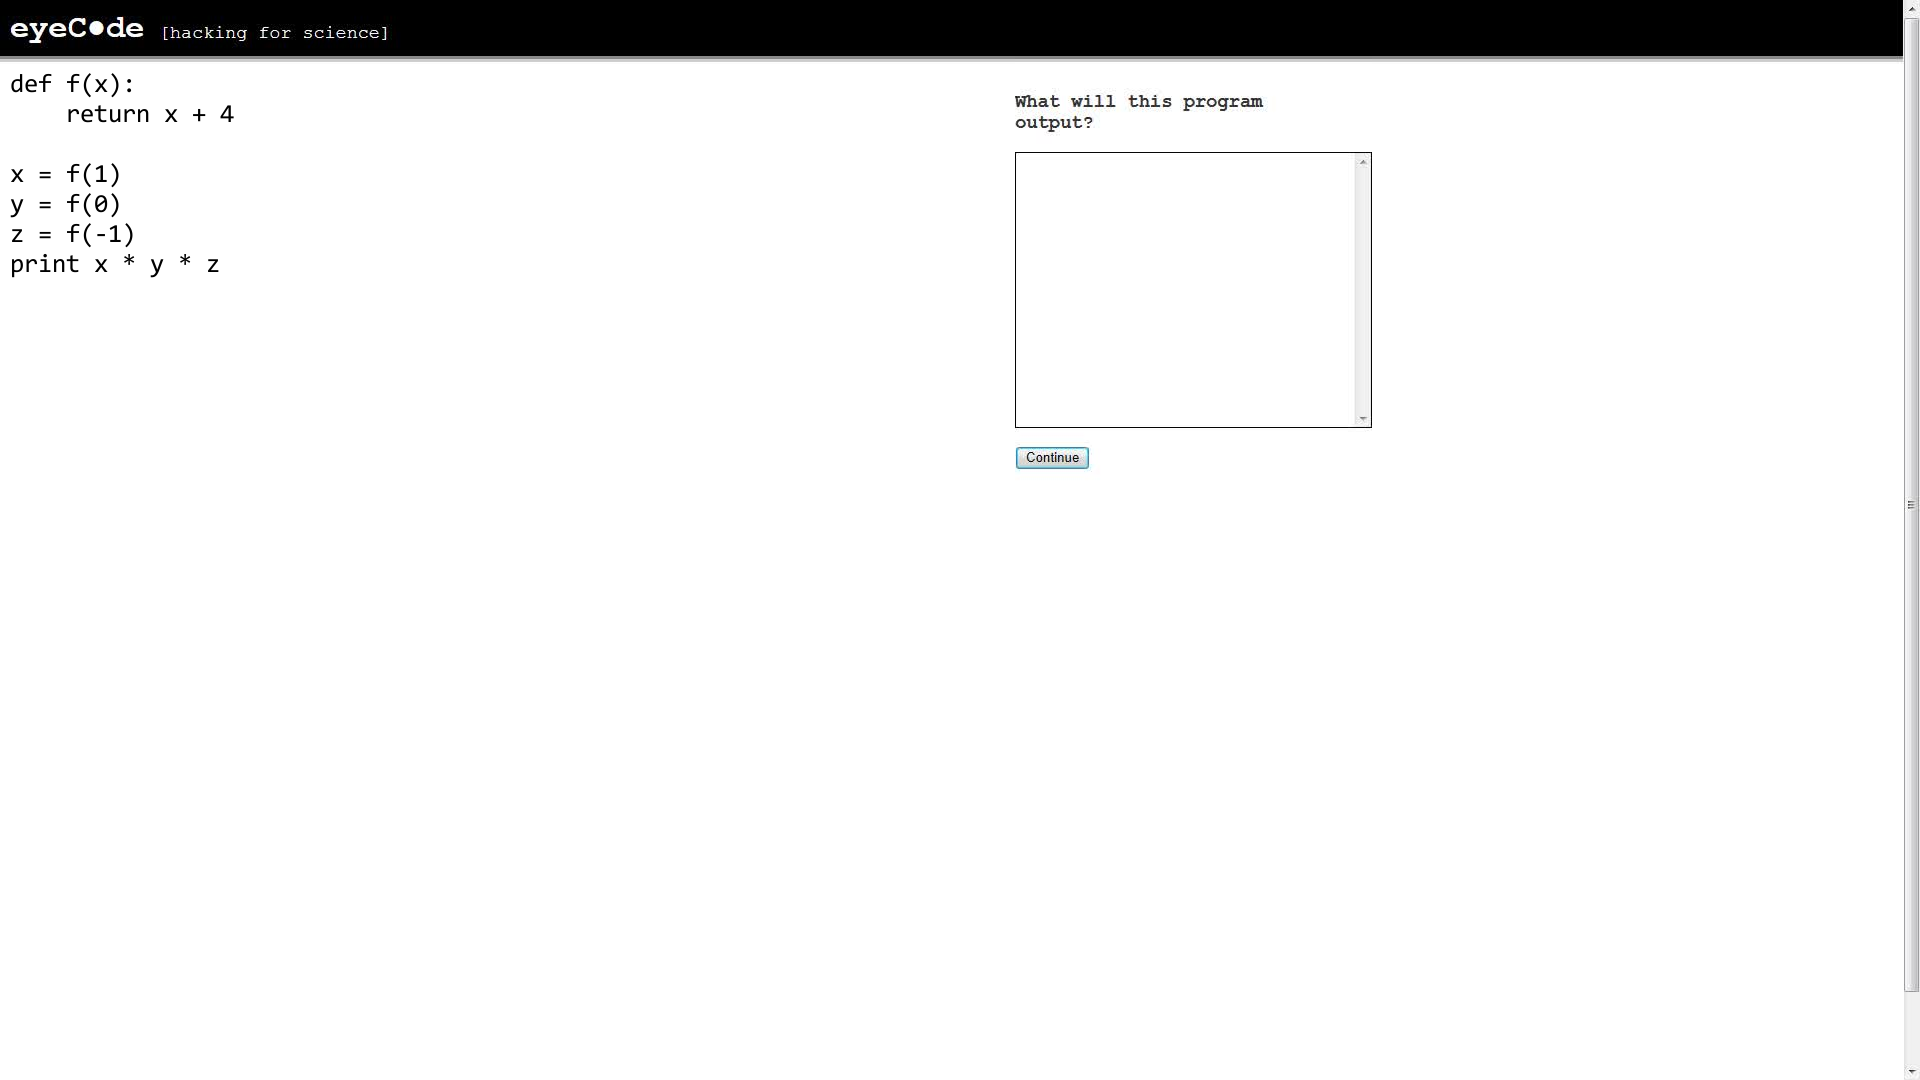 eyeC●de [hacking for science]
def f(x):
    return x + 4
x = f(1)
y = f(0)
z = f(-1)
print x * y * z
What will this program
output?
Continue